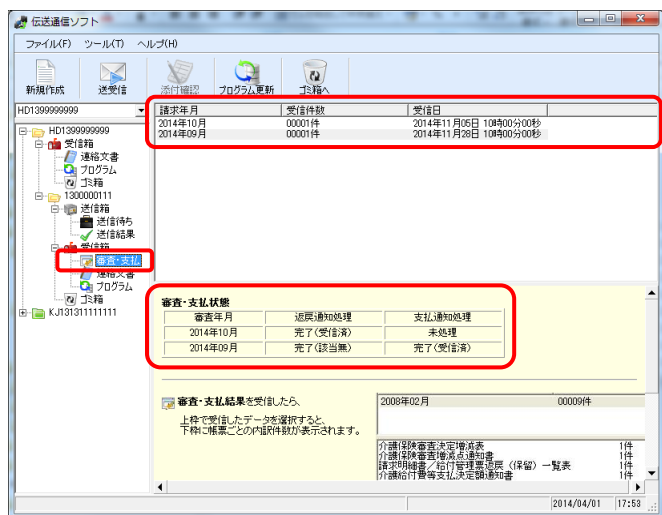 伝送通信ソフト
ファイル(F) ツール(T) ヘルプ(H)
新規作成 送受信 添付確認 プログラム更新 ゴミ箱へ
HD1399999999
HD1399999999
受信箱
連絡文書
プログラム
ゴミ箱
1300000111
送信箱
送信待ち
送信結果
受信箱
審査・支払
連絡文書
プログラム
ゴミ箱
KJ131311111111
請求年月 受信件数 受信日
2014年10月 00001件 2014年11月05日 10時00分00秒
2014年09月 00001件 2014年11月28日 10時00分00秒
審査・支払状態
審査年月 返戻通知処理 支払通知処理
2014年10月 完了(受信済) 未処理
2014年09月 完了(該当無) 完了(受信済)
審査・支払結果を受信したら、
上枠で受信したデータを選択すると、
下枠に帳票ごとの内訳件数が表示されます。
2008年02月 00009件
介護保険審査決定増減表 1件
介護保険審査増減点通知書 1件
請求明細書／給付管理票返戻（保留）一覧表 1件
介護給付費等支払決定額通知書 1件
2014/04/01 17:53